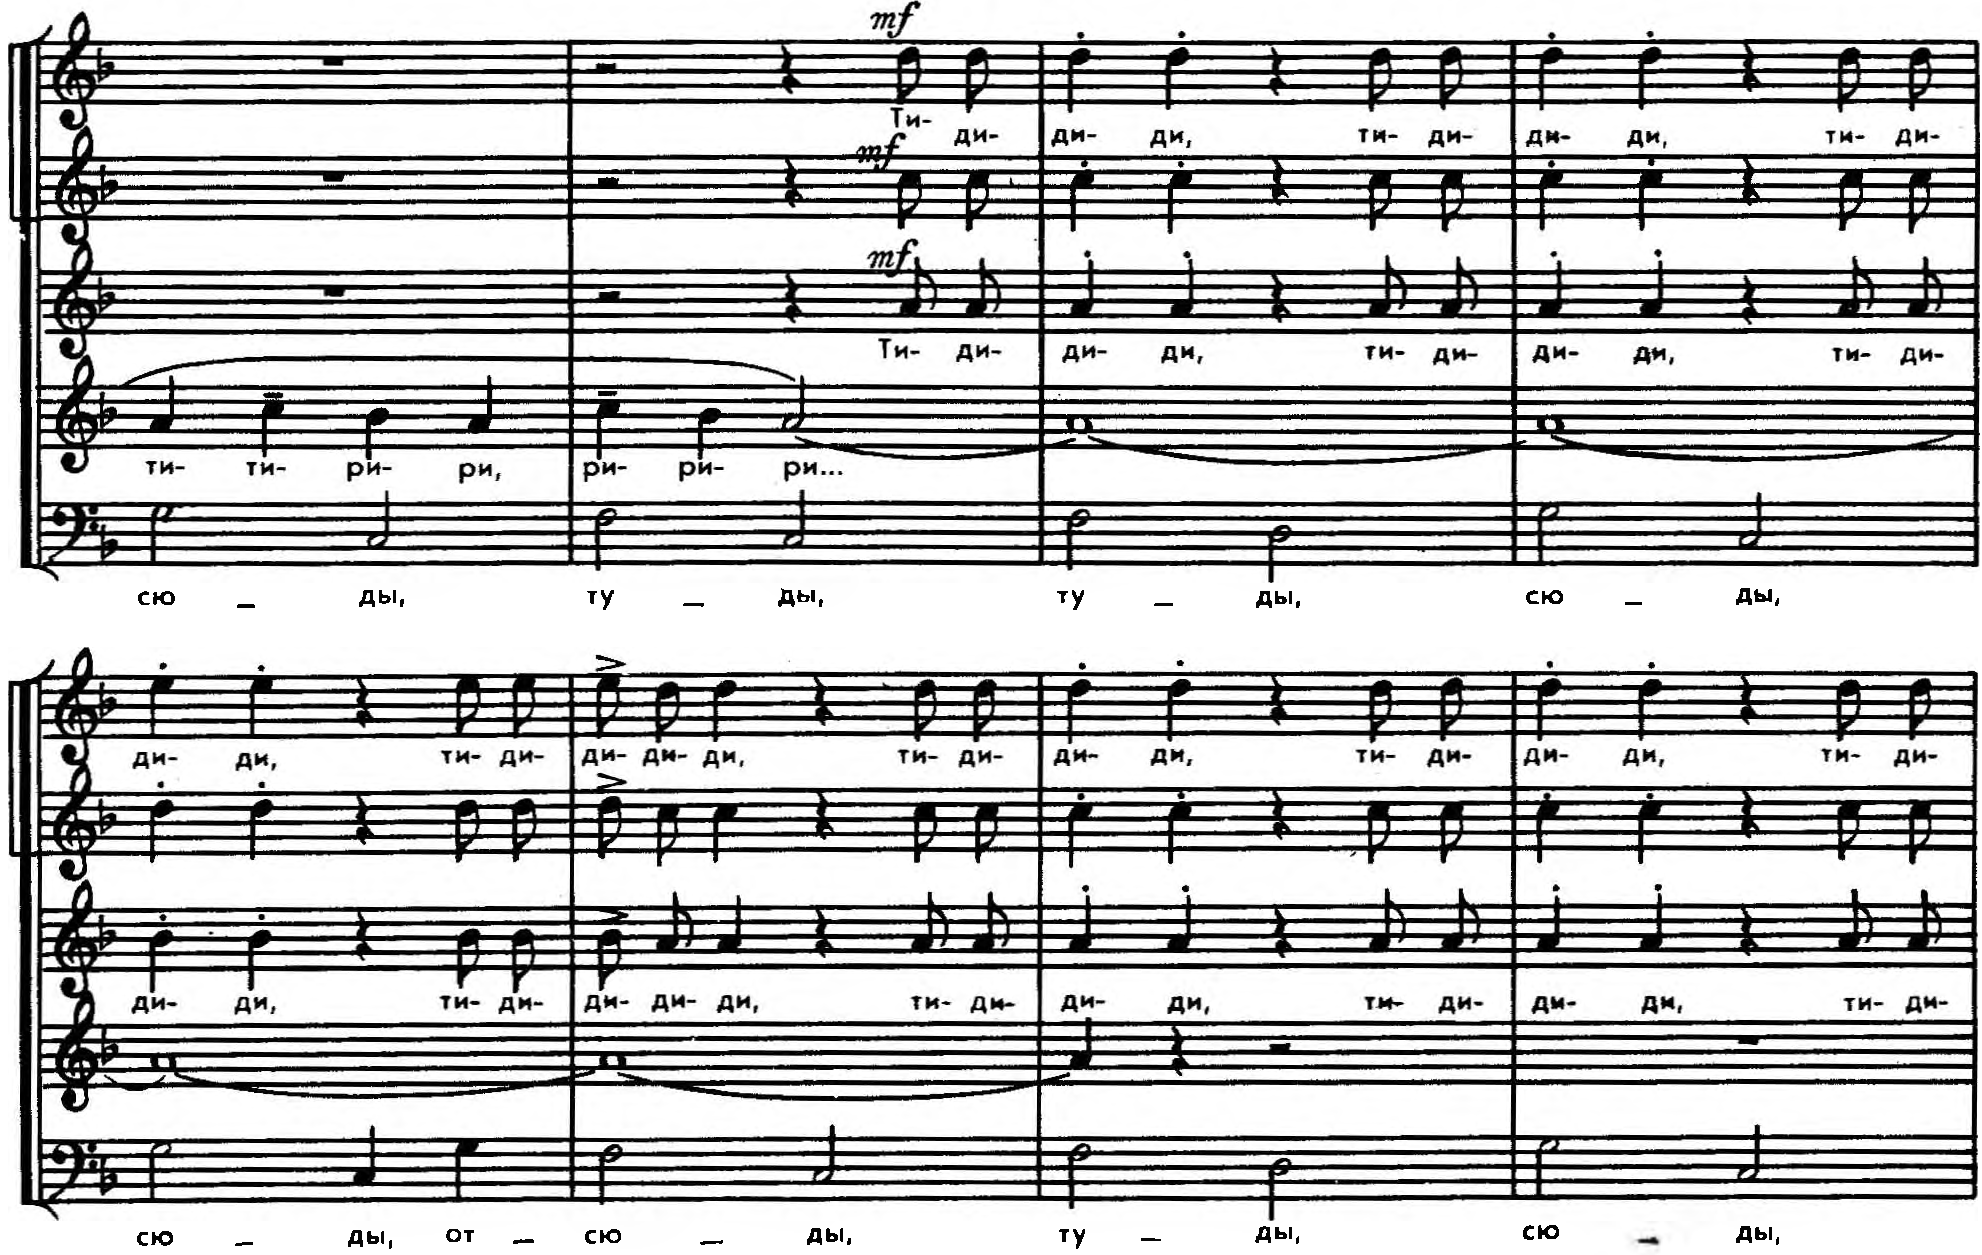 mf
Ти- ди- ди- ди, ти- ди- ди- ди, ти- ди-
mf
mf
Ти- ди- ди- ди, ти- ди- ди- ди, ти- ди-
ти- ти- ри- ри, ри- ри- ри...
сю – ды, ту – ды, ту – ды, сю – ды,
ди- ди, ти- ди- ди- ди- ди, ти- ди- ди- ди, ти- ди- ди- ди, ти- ди-
ди- ди, ти- ди- ди- ди- ди, ти- ди- ди- ди, ти- ди- ди- ди, ти- ди-
сю – ды, от – сю – ды, ту – ды, сю – ды,